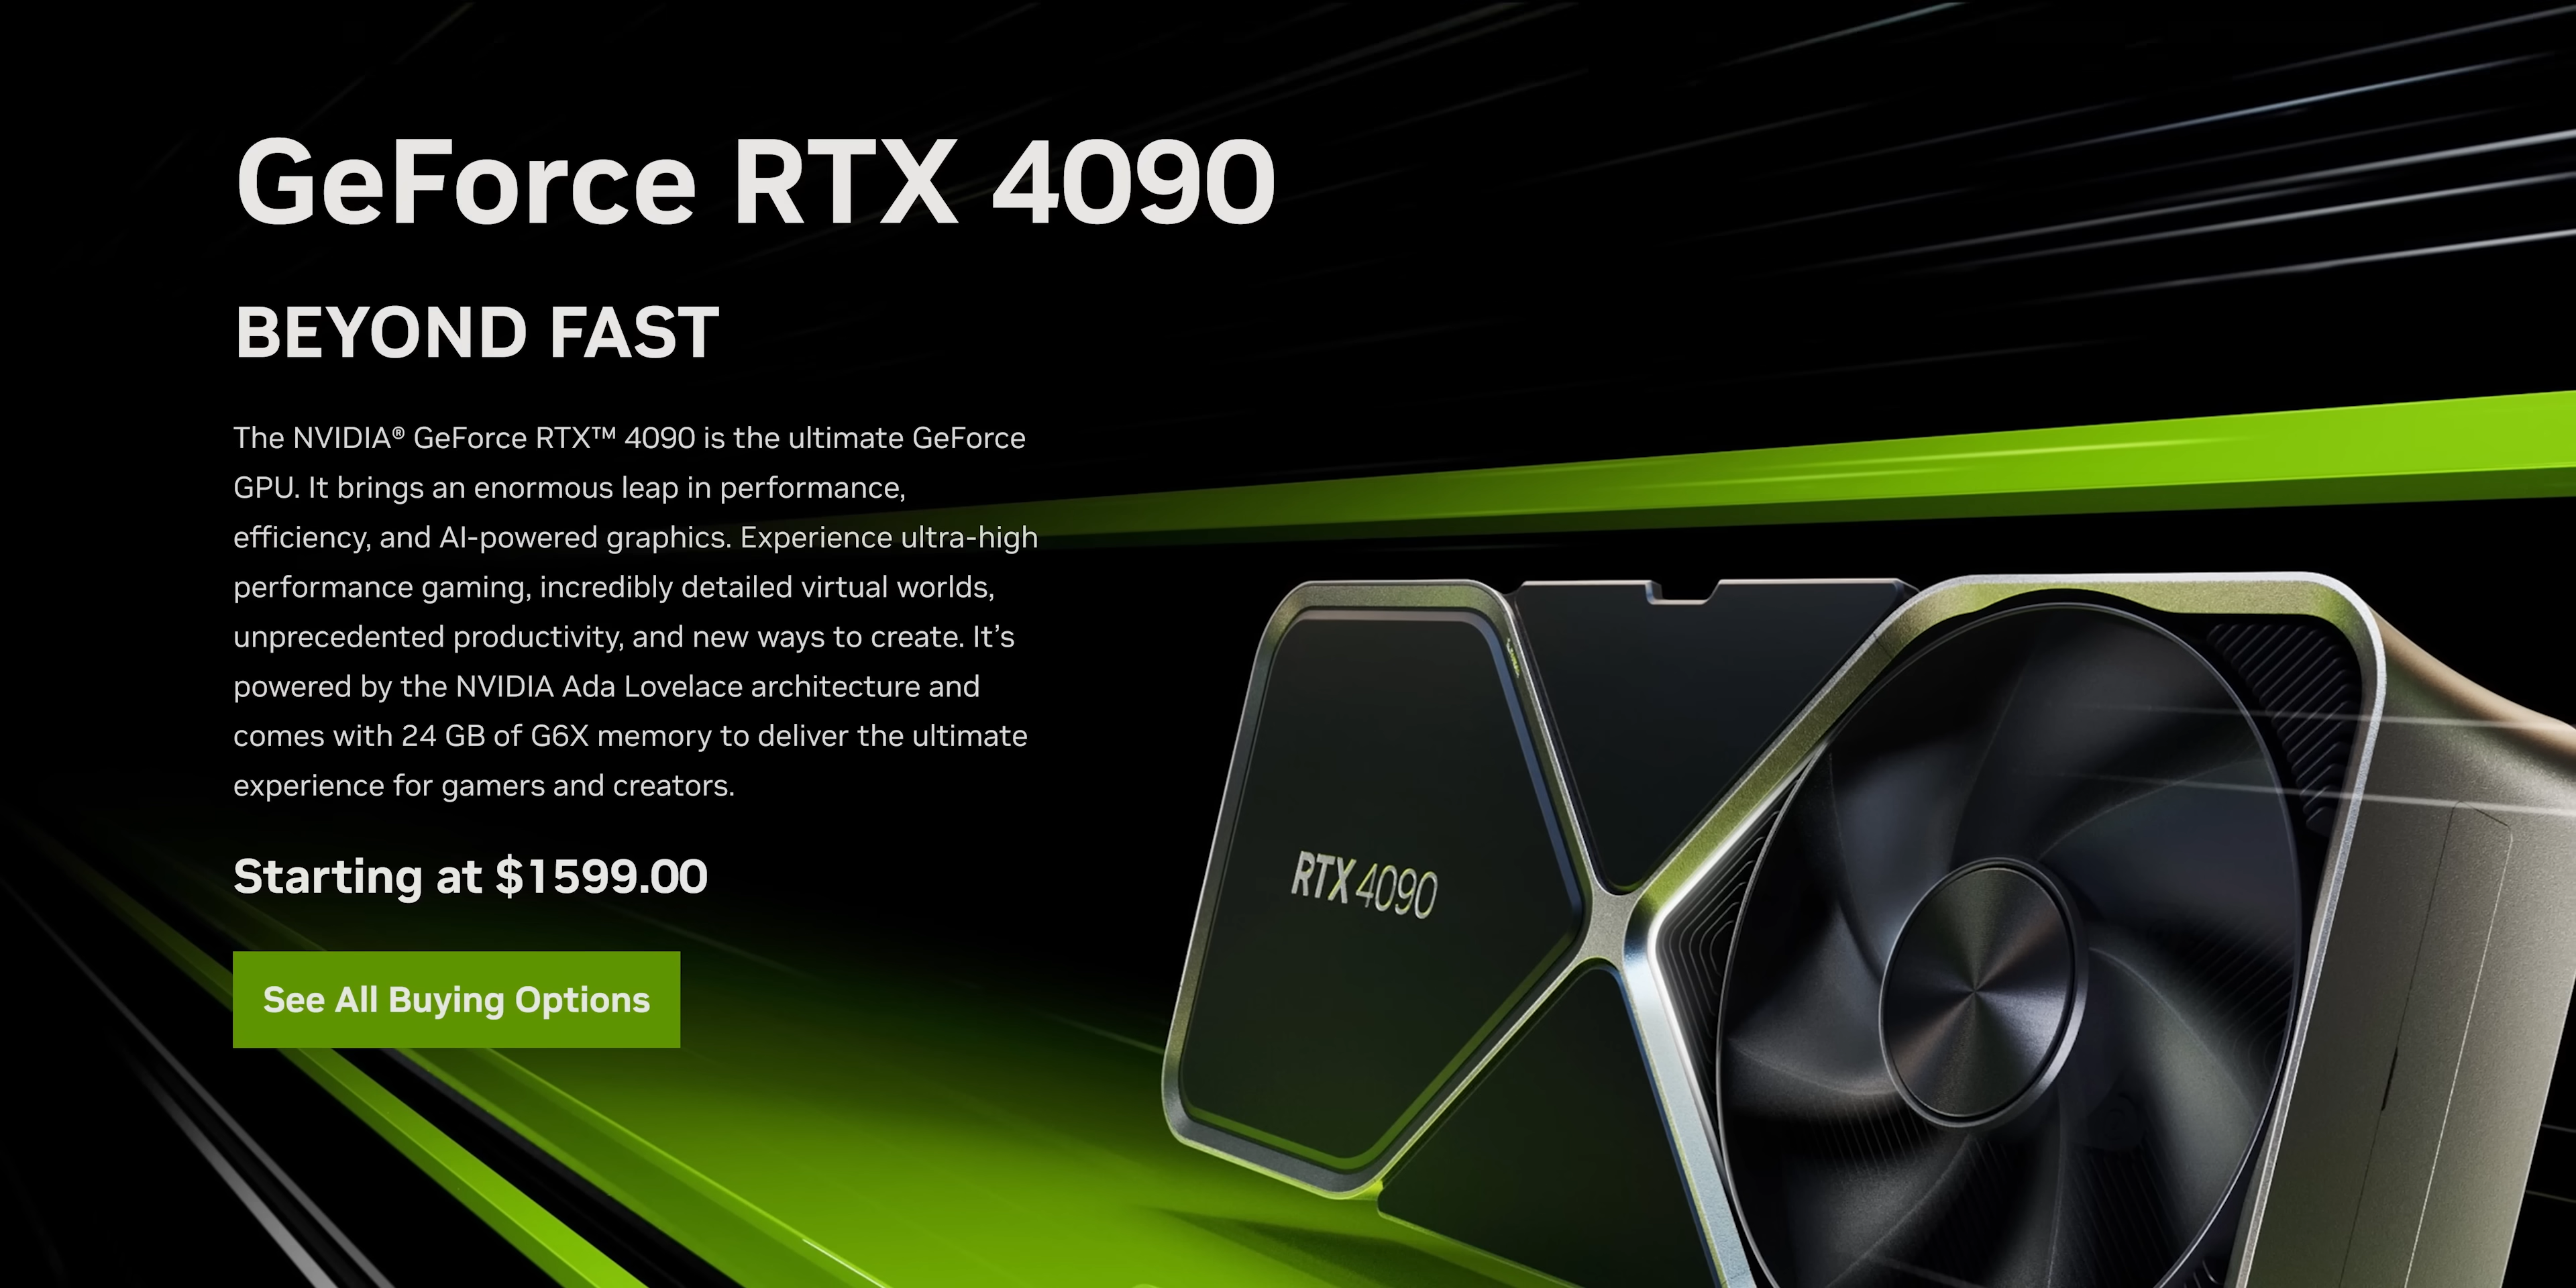 GeForce RTX 4090
BEYOND FAST
The NVIDIA® GeForce RTX™ 4090 is the ultimate GeForce
GPU. It brings an enormous leap in performance,
efficiency, and AI-powered graphics. Experience ultra-high
performance gaming, incredibly detailed virtual worlds,
unprecedented productivity, and new ways to create. It’s
powered by the NVIDIA Ada Lovelace architecture and
comes with 24 GB of G6X memory to deliver the ultimate
experience for gamers and creators.
Starting at $1599.00
See All Buying Options
RTX 4090